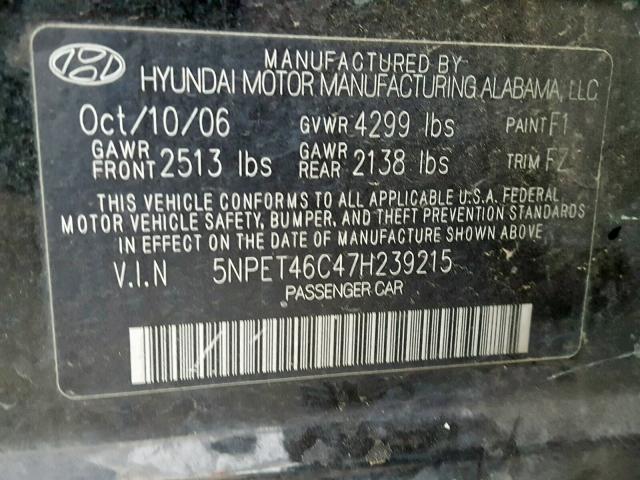 MANUFACTURED BY
HYUNDAI MOTOR MANUFACTURING ALABAMA, LLC
Oct/10/06 GVWR 4299 lbs PAINT F1
GAWR FRONT 2513 lbs GAWR REAR 2138 lbs TRIM FZ
THIS VEHICLE CONFORMS TO ALL APPLICABLE U.S.A. FEDERAL
MOTOR VEHICLE SAFETY, BUMPER, AND THEFT PREVENTION STANDARDS
IN EFFECT ON THE DATE OF MANUFACTURE SHOWN ABOVE.
V.I.N 5NPET46C47H239215
PASSENGER CAR